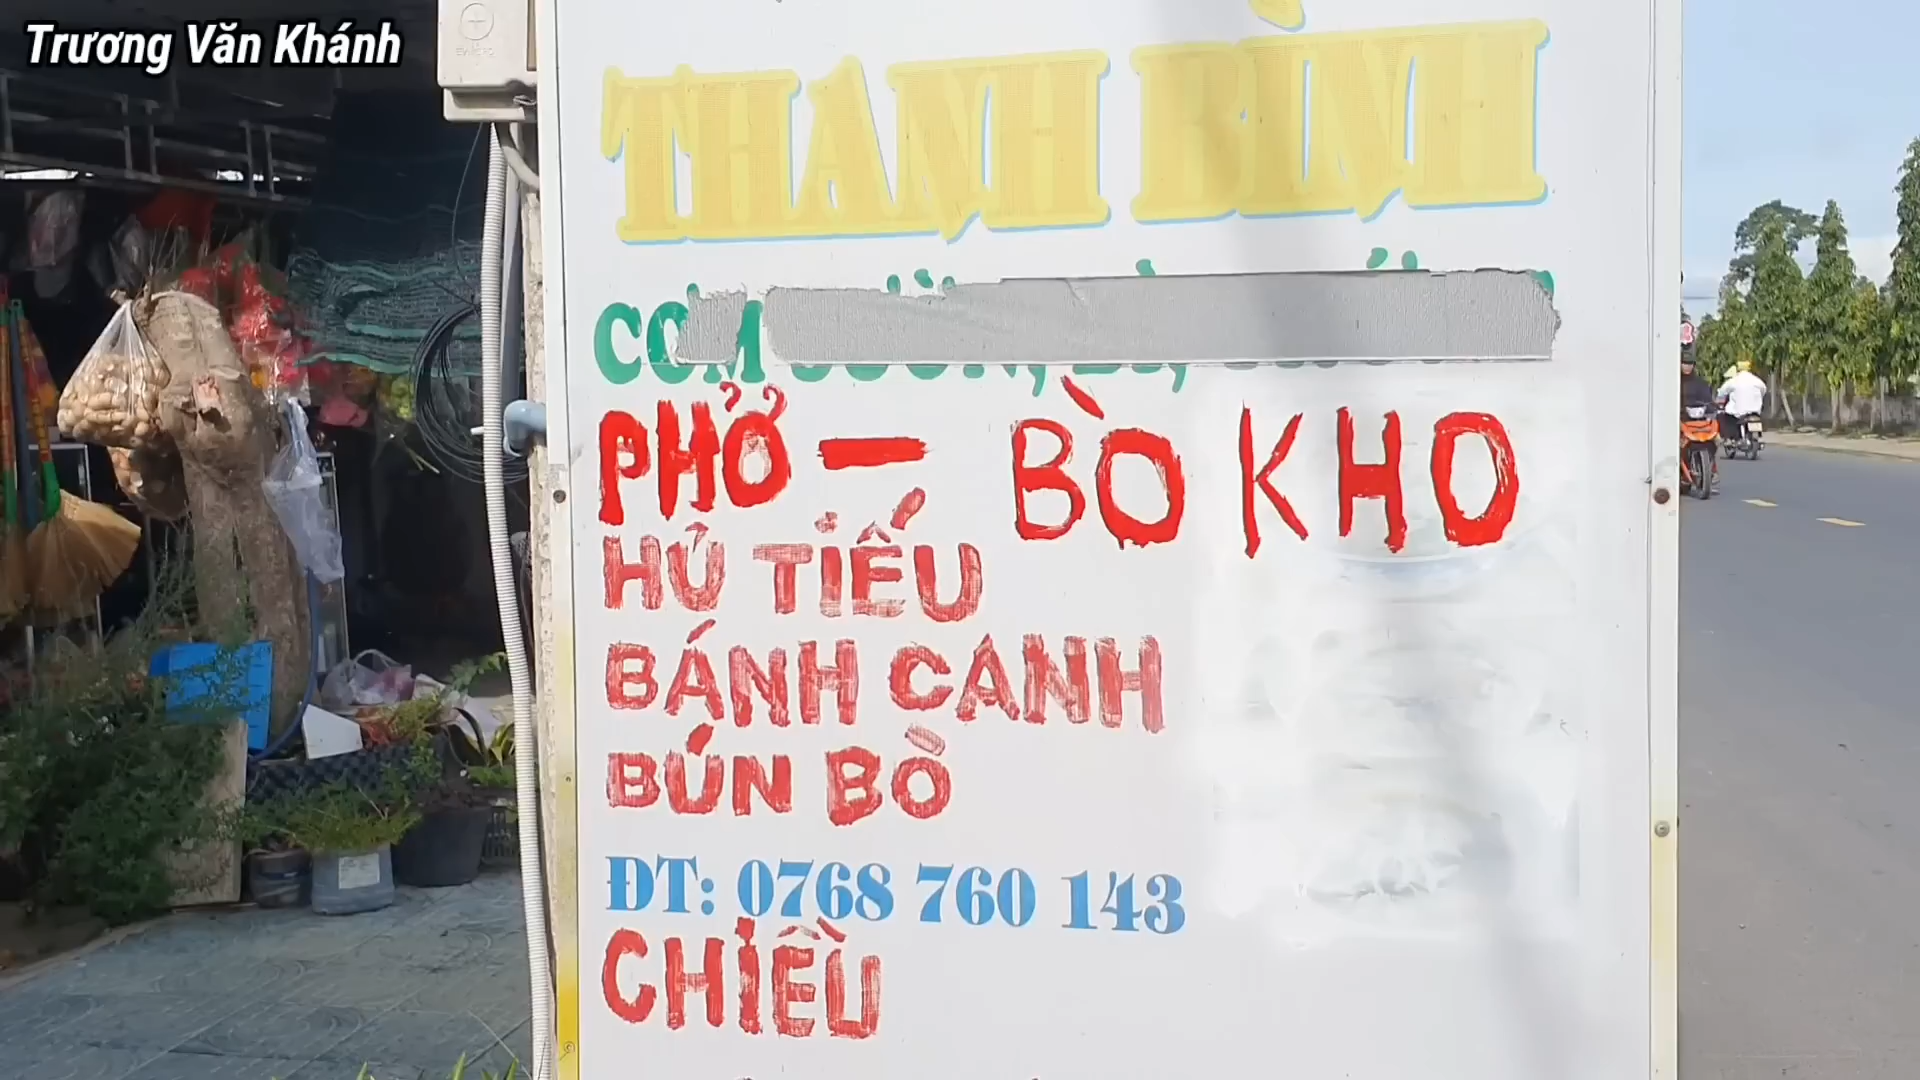 Trương Văn Khánh
THANH BÌNH
CƠM
PHỞ - BÒ KHO
HỦ TIẾU
BÁNH CANH
BÚN BÒ
ĐT: 0768 760 143
CHIỀU